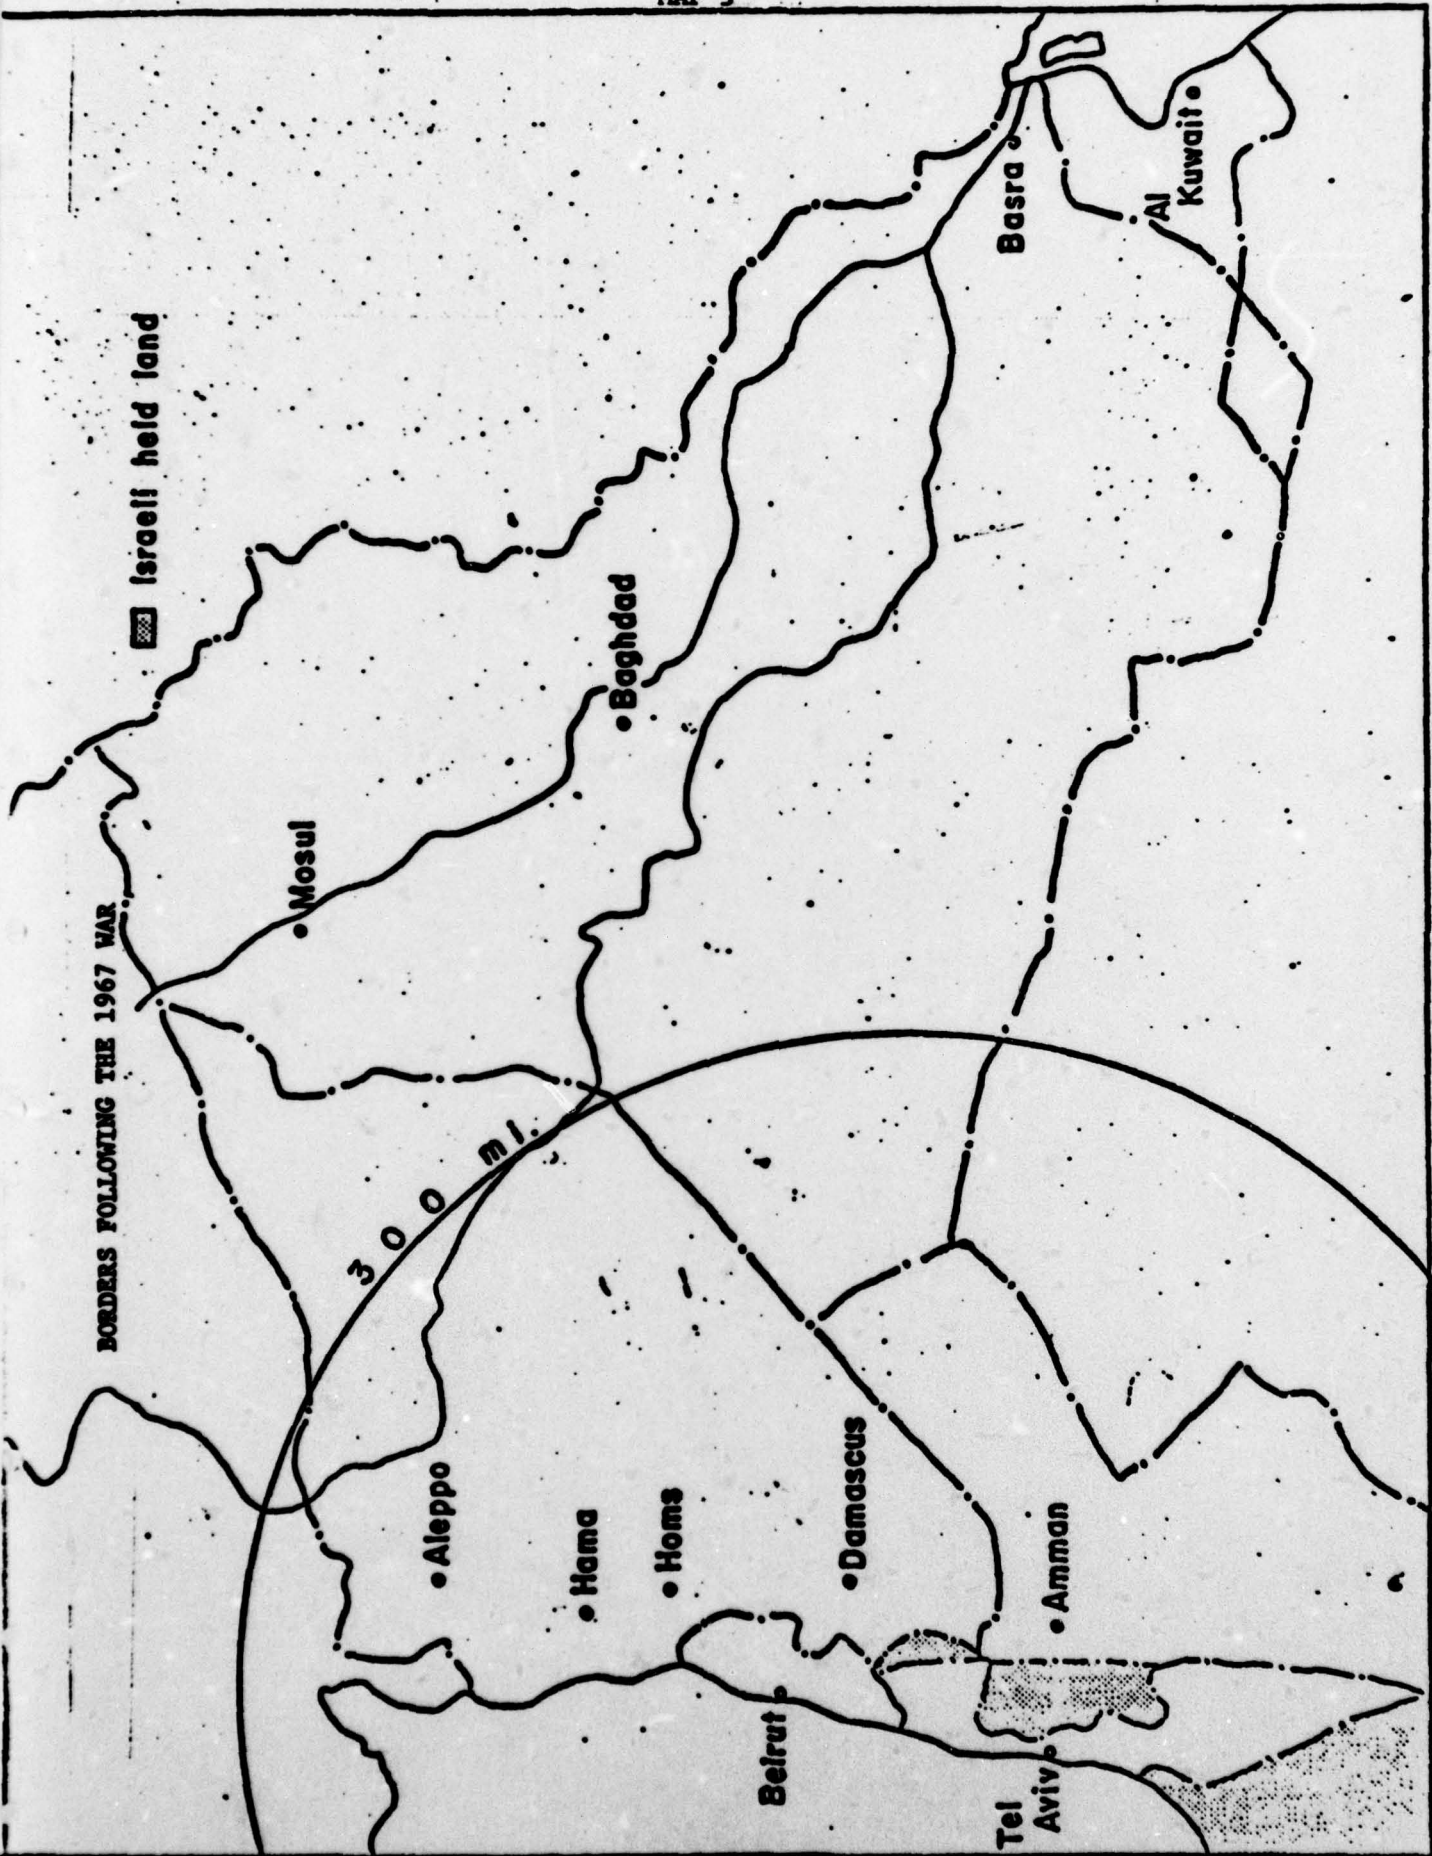 BORDERS FOLLOWING THE 1967 WAR
Israeli held land
300 mi.
Mosul
Baghdad
Basra
Al
Kuwait
Aleppo
Hama
Homs
Damascus
Beirut
Amman
Tel
Aviv